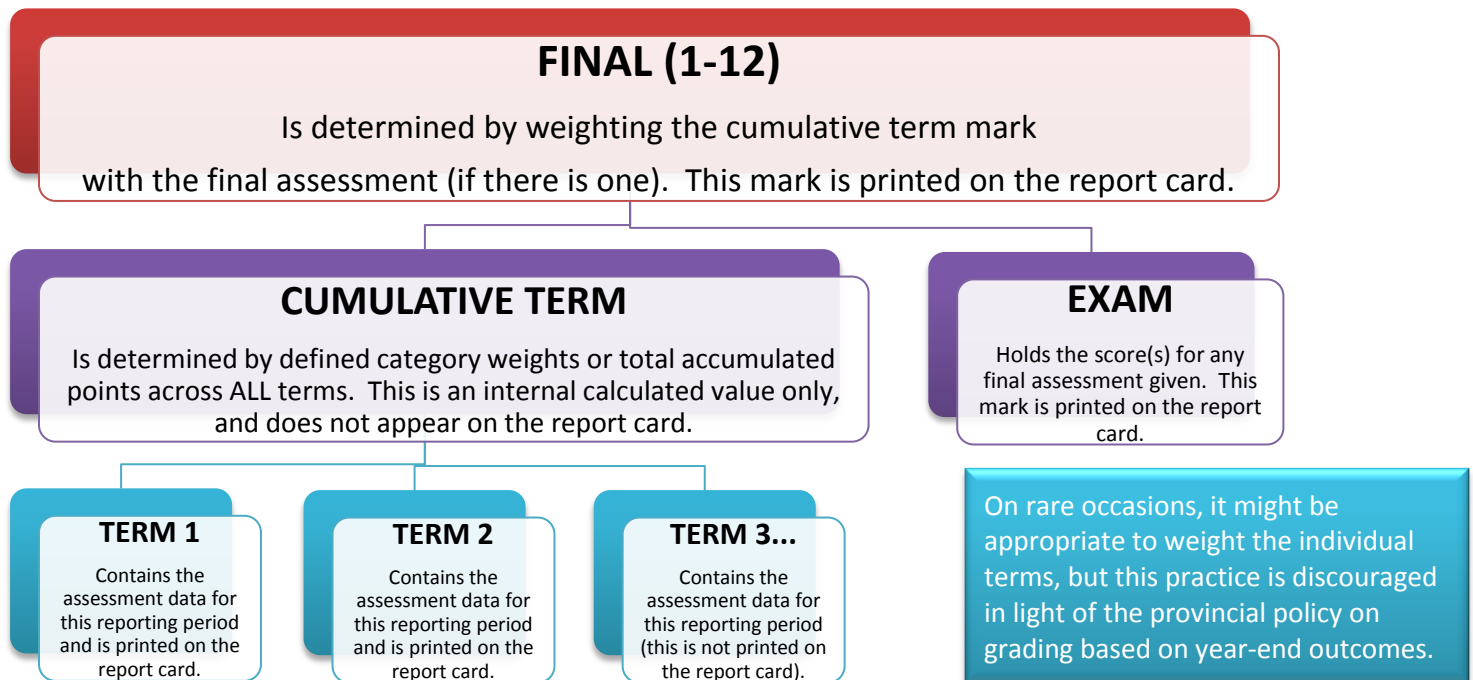 FINAL (1-12)
Is determined by weighting the cumulative term mark
with the final assessment (if there is one).  This mark is printed on the report card.
CUMULATIVE TERM
Is determined by defined category weights or total accumulated
points across ALL terms.  This is an internal calculated value only,
and does not appear on the report card.
EXAM
Holds the score(s) for any
final assessment given.  This
mark is printed on the report
card.
TERM 1
Contains the
assessment data for
this reporting period
and is printed on the
report card.
TERM 2
Contains the
assessment data for
this reporting period
and is printed on the
report card.
TERM 3...
Contains the
assessment data for
this reporting period
(this is not printed on
the report card).
On rare occasions, it might be
appropriate to weight the individual
terms, but this practice is discouraged
in light of the provincial policy on
grading based on year-end outcomes.